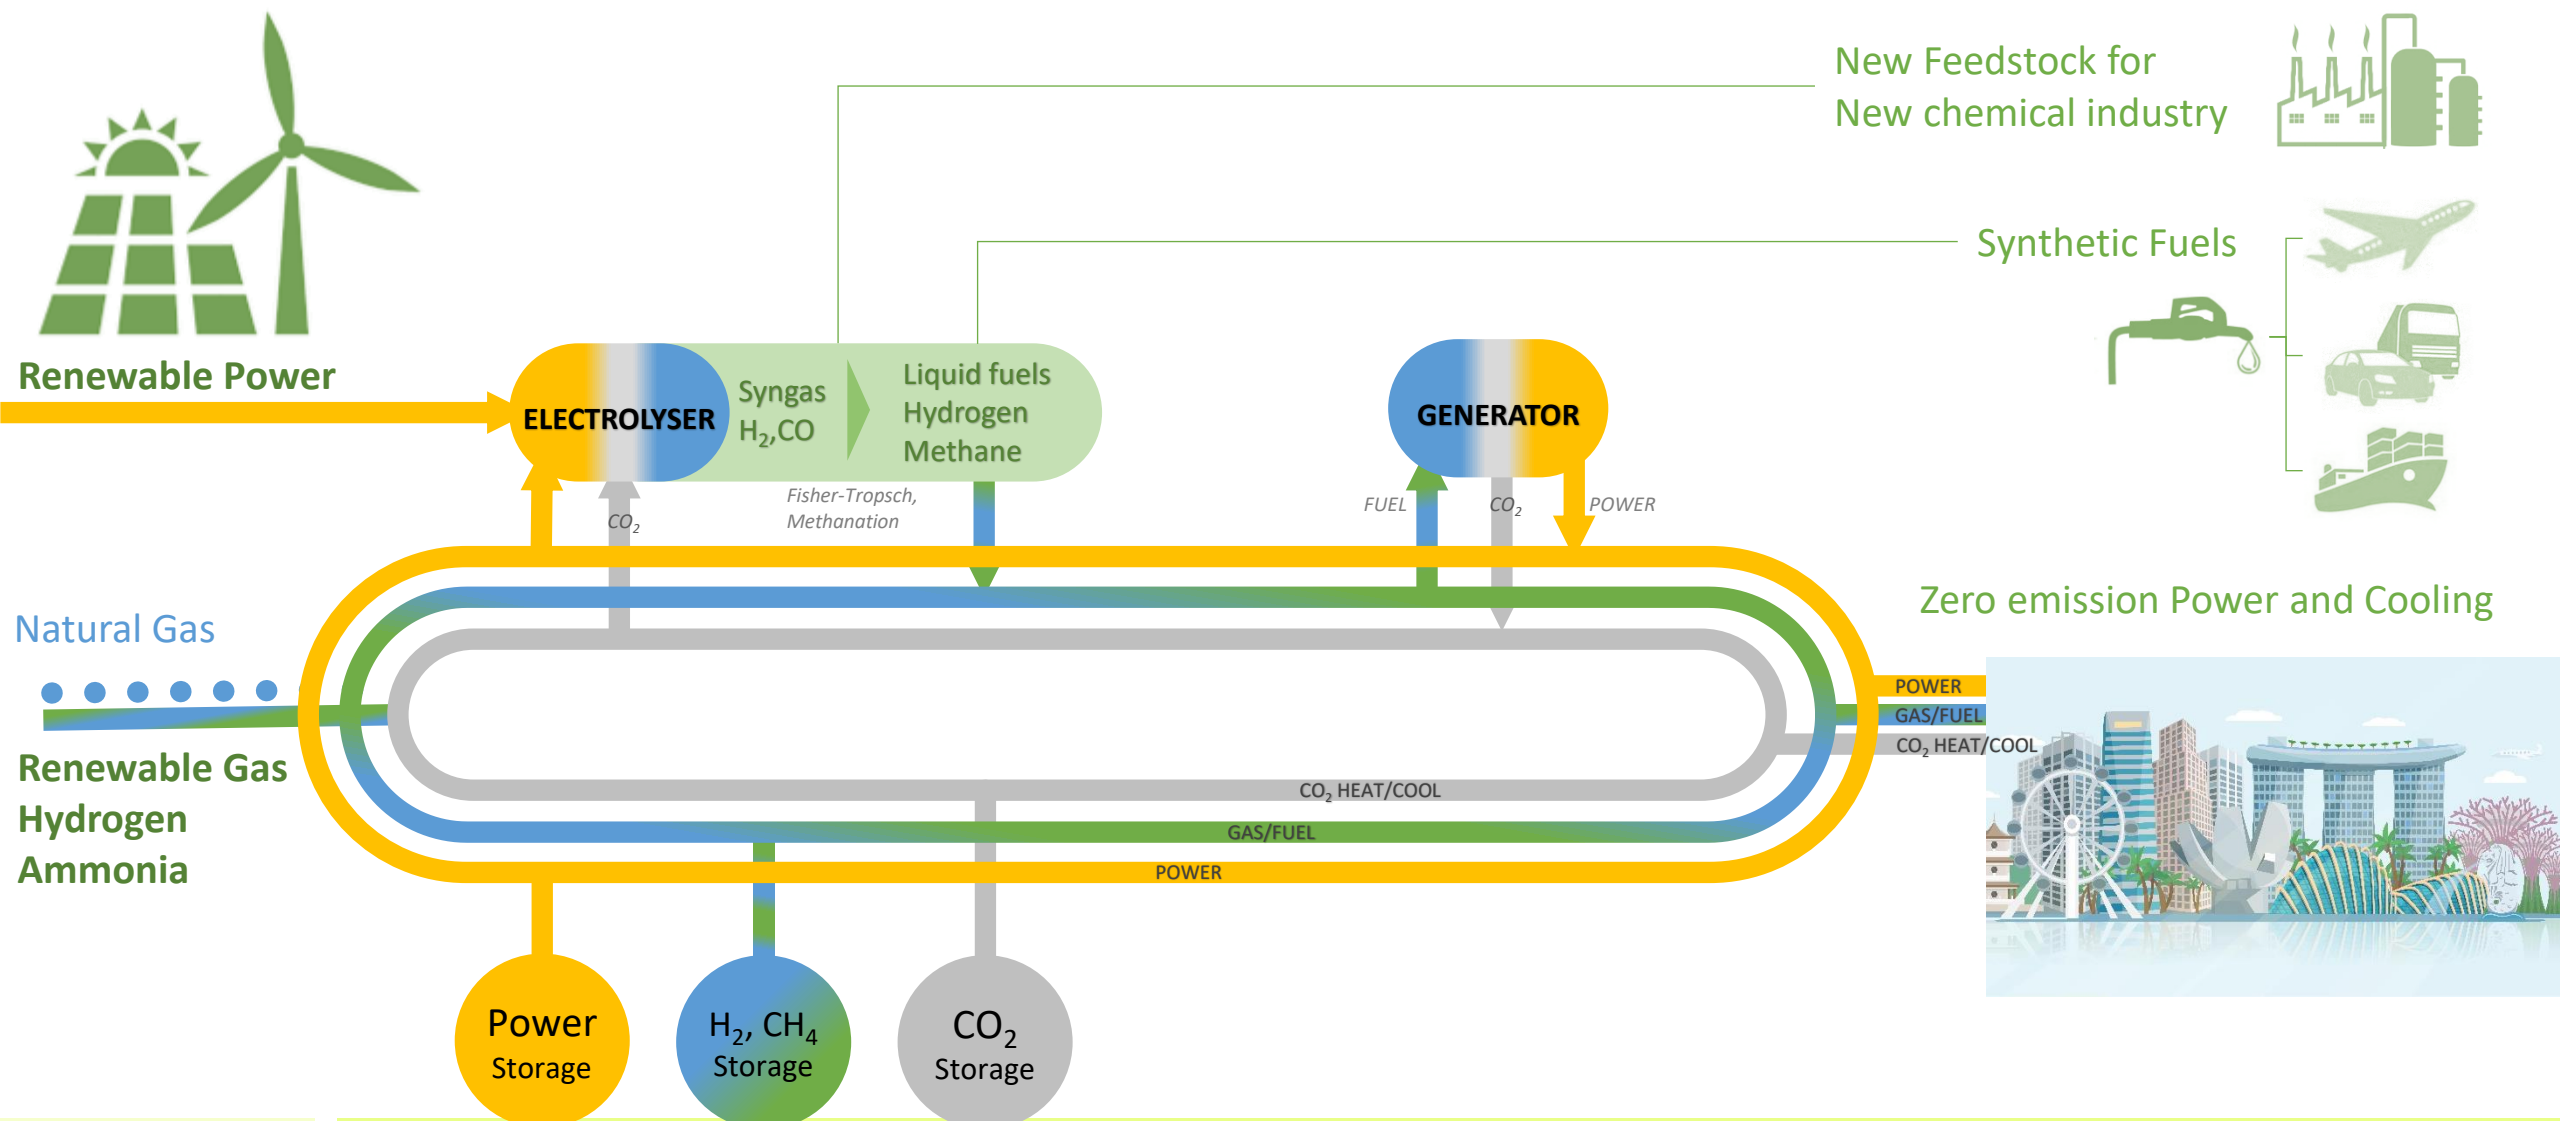 New Feedstock for
New chemical industry
Synthetic Fuels
Renewable Power
ELECTROLYSER
Syngas
H₂,CO
Liquid fuels
Hydrogen
Methane
GENERATOR
Fisher-Tropsch,
Methanation
CO₂
FUEL
CO₂
POWER
Natural Gas
Zero emission Power and Cooling
POWER
GAS/FUEL
CO₂ HEAT/COOL
Renewable Gas
Hydrogen
Ammonia
CO₂ HEAT/COOL
GAS/FUEL
POWER
Power
Storage
H₂, CH₄
Storage
CO₂
Storage